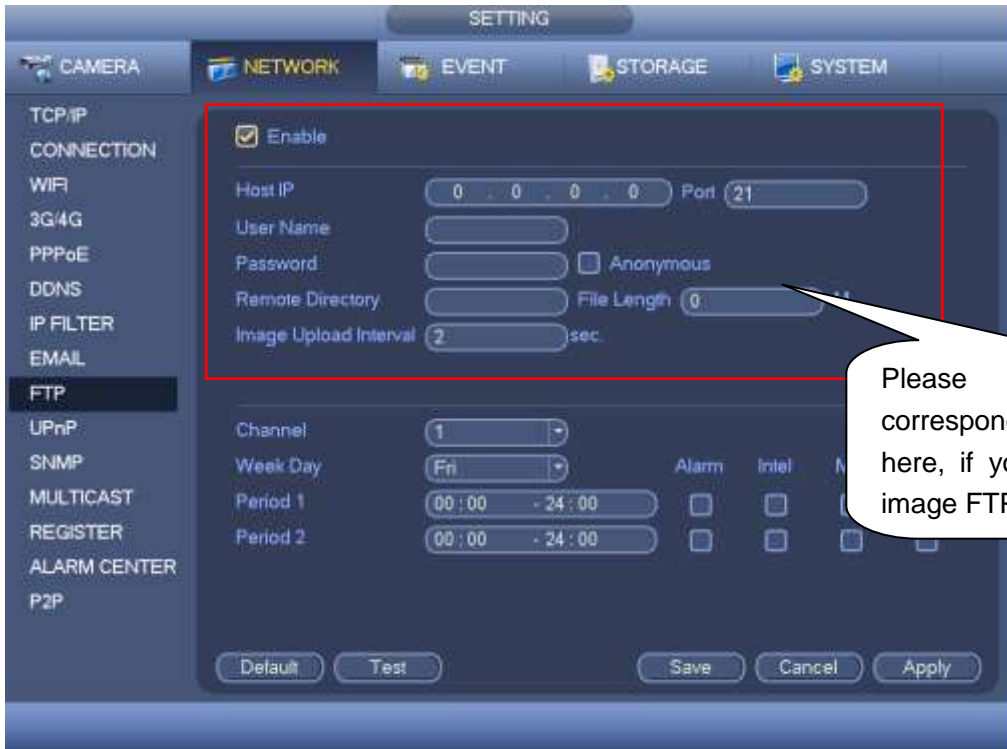 SETTING
CAMERA NETWORK EVENT STORAGE SYSTEM
TCP/IP
CONNECTION
WIFI
3G/4G
PPPoE
DDNS
IP FILTER
EMAIL
FTP
UPnP
SNMP
MULTICAST
REGISTER
ALARM CENTER
P2P
Enable
Host IP 0 . 0 . 0 . 0 Port 21
User Name
Password Anonymous
Remote Directory File Length 0
Image Upload Interval 2 sec.
Channel 1
Week Day Fri Alarm Intel
Period 1 00 : 00 - 24 : 00
Period 2 00 : 00 - 24 : 00
Please
here, if
image
Default Test Save Cancel Apply